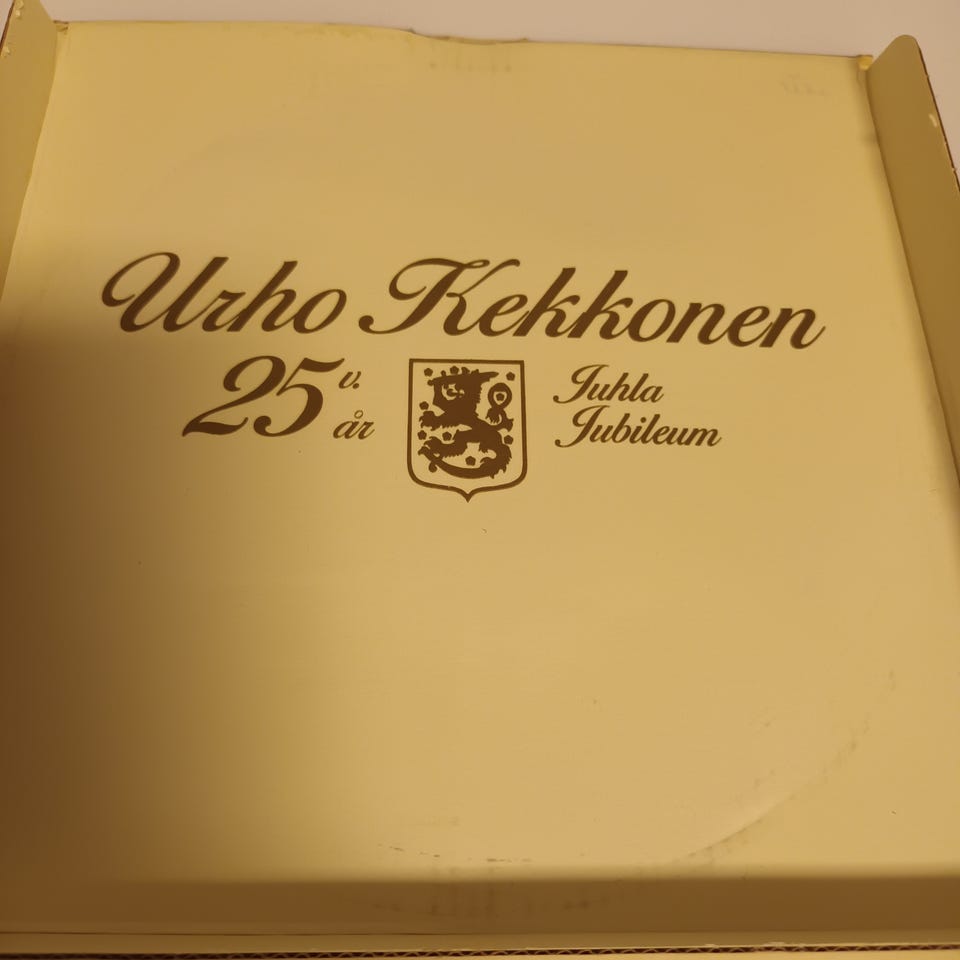 Urho Kekkonen
25 v. år
Juhla
Jubileum